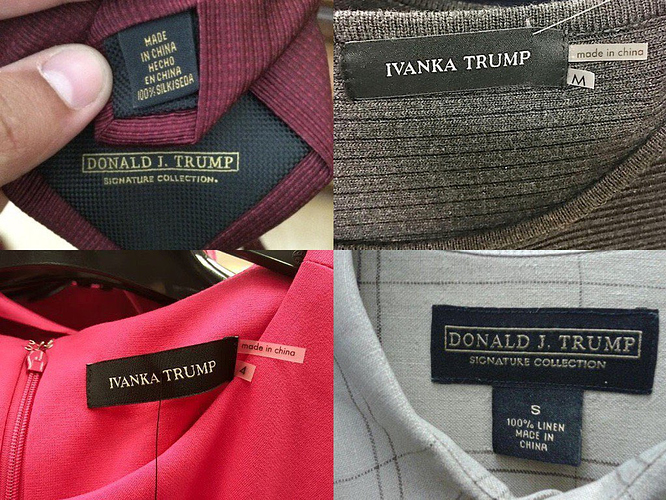 MADE
IN CHINA
HECHO
EN CHINA
100% SILK/SEDA
DONALD J. TRUMP
SIGNATURE COLLECTION.
IVANKA TRUMP
made in china
M
IVANKA TRUMP
made in china
4
DONALD J. TRUMP
SIGNATURE COLLECTION
S
100% LINEN
MADE IN
CHINA